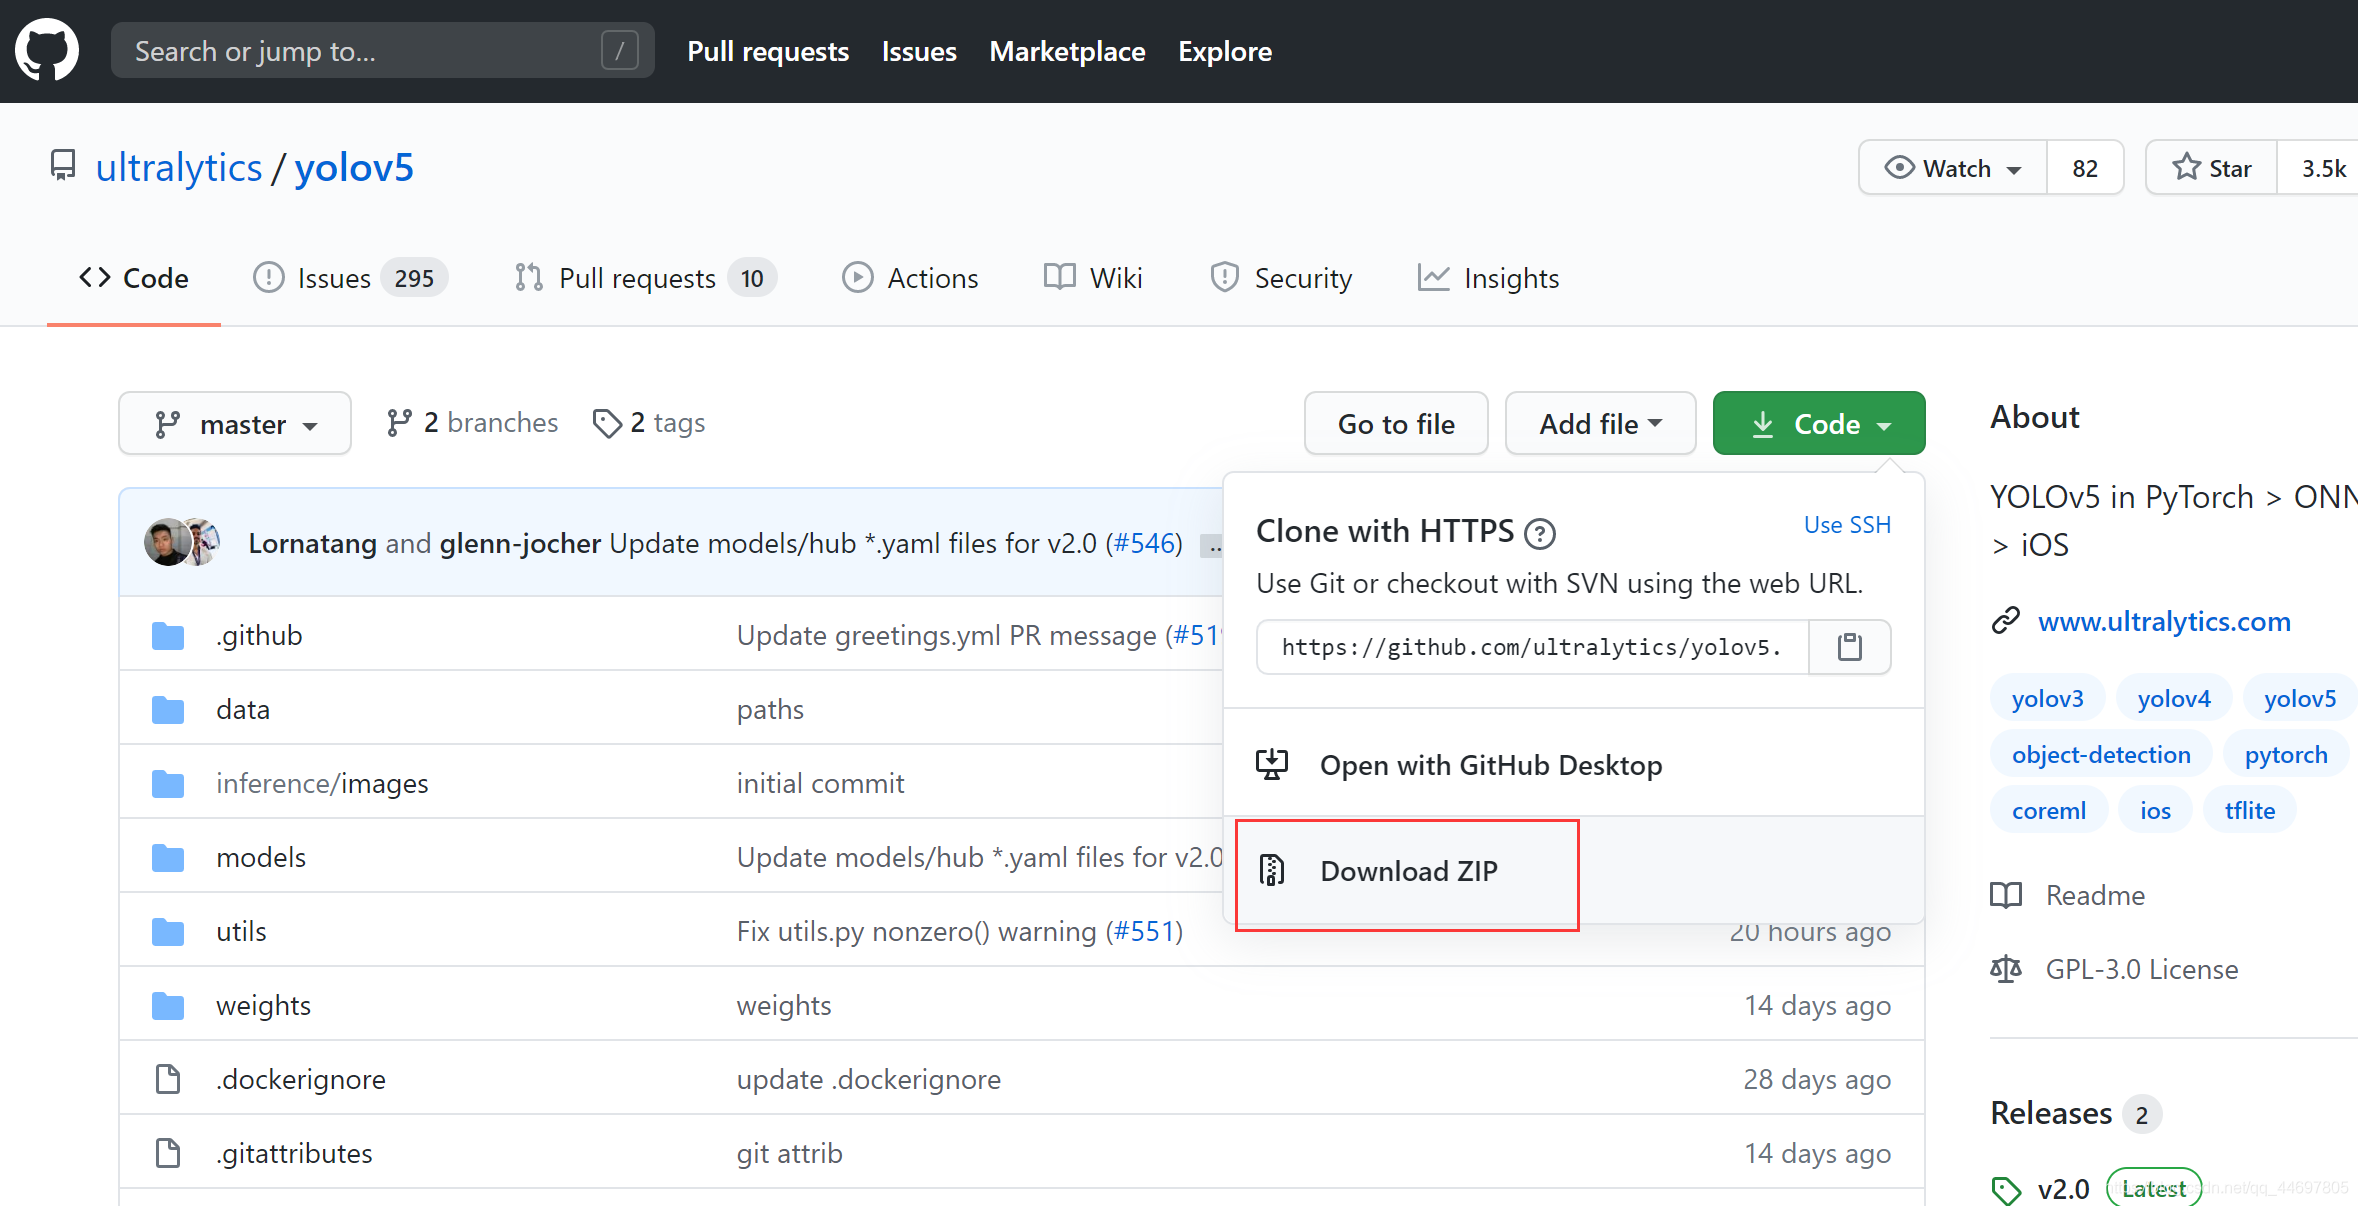 Search or jump to... /
Pull requests Issues Marketplace Explore
ultralytics / yolov5
Watch 82 Star 3.5k
Code Issues 295 Pull requests 10 Actions Wiki Security Insights
master 2 branches 2 tags
Go to file Add file Code
Lornatang and glenn-jocher Update models/hub *.yaml files for v2.0 (#546) ..
.github Update greetings.yml PR message (#51
data paths
inference/images initial commit
models Update models/hub *.yaml files for v2.0
utils Fix utils.py nonzero() warning (#551) 20 hours ago
weights weights 14 days ago
.dockerignore update .dockerignore 28 days ago
.gitattributes git attrib 14 days ago
Clone with HTTPS ?
Use SSH
Use Git or checkout with SVN using the web URL.
https://github.com/ultralytics/yolov5.
Open with GitHub Desktop
Download ZIP
About
YOLOv5 in PyTorch > ONN
> iOS
www.ultralytics.com
yolov3 yolov4 yolov5
object-detection pytorch
coreml ios tflite
Readme
GPL-3.0 License
Releases 2
v2.0 Latest